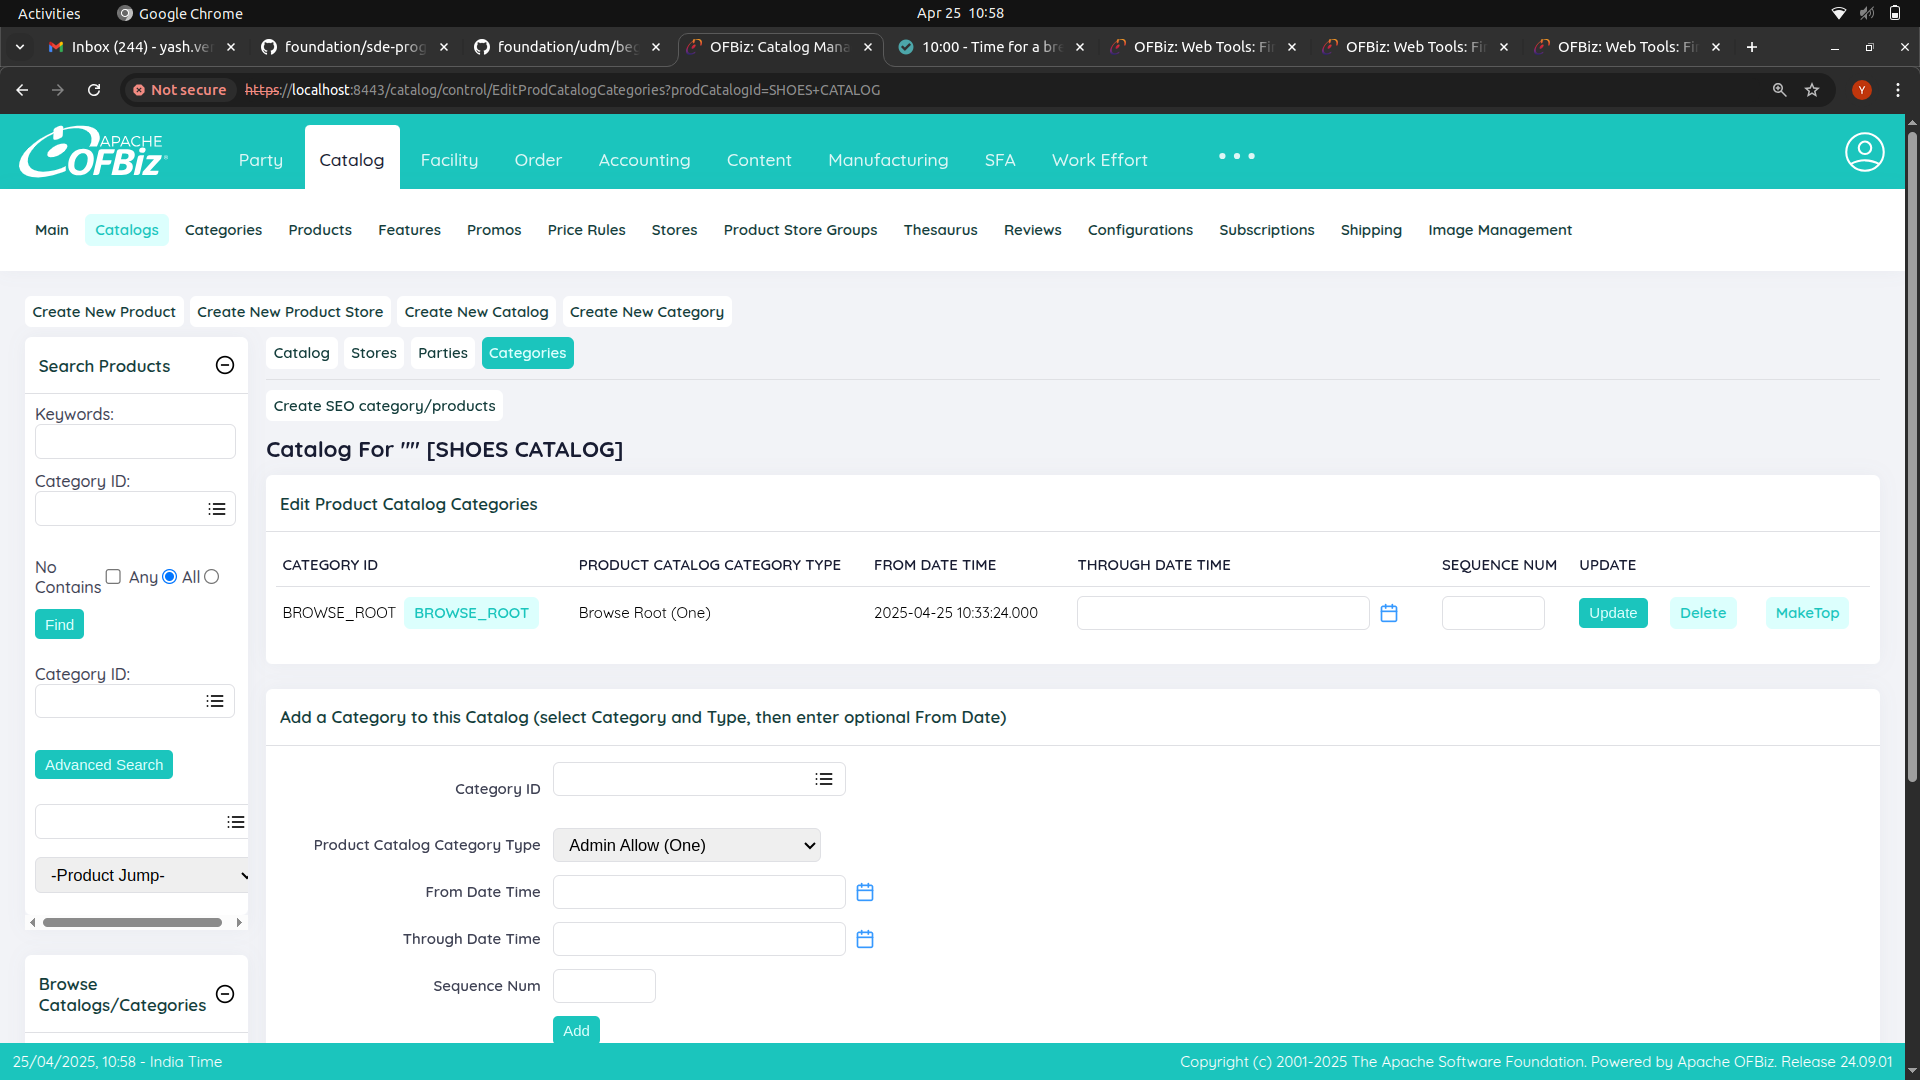 Activities
Google Chrome
Apr 25 10:58
Inbox (244) - yash.ver
foundation/sde-prog
foundation/udm/beg
OFBiz: Catalog Mana
10:00 - Time for a bre
OFBiz: Web Tools: Fin
OFBiz: Web Tools: Fin
OFBiz: Web Tools: Fin
Not secure
https://localhost:8443/catalog/control/EditProdCatalogCategories?prodCatalogId=SHOES+CATALOG
Y
APACHE
OFBiz
Party
Catalog
Facility
Order
Accounting
Content
Manufacturing
SFA
Work Effort
Main
Catalogs
Categories
Products
Features
Promos
Price Rules
Stores
Product Store Groups
Thesaurus
Reviews
Configurations
Subscriptions
Shipping
Image Management
Create New Product
Create New Product Store
Create New Catalog
Create New Category
Search Products
Keywords:
Category ID:
No Contains
Any
All
Find
Category ID:
Advanced Search
-Product Jump-
Browse
Catalogs/Categories
Catalog
Stores
Parties
Categories
Create SEO category/products
Catalog For "" [SHOES CATALOG]
Edit Product Catalog Categories
CATEGORY ID
PRODUCT CATALOG CATEGORY TYPE
FROM DATE TIME
THROUGH DATE TIME
SEQUENCE NUM
UPDATE
BROWSE_ROOT
BROWSE_ROOT
Browse Root (One)
2025-04-25 10:33:24.000
Update
Delete
MakeTop
Add a Category to this Catalog (select Category and Type, then enter optional From Date)
Category ID
Product Catalog Category Type
Admin Allow (One)
From Date Time
Through Date Time
Sequence Num
Add
25/04/2025, 10:58 - India Time
Copyright (c) 2001-2025 The Apache Software Foundation. Powered by Apache OFBiz. Release 24.09.01